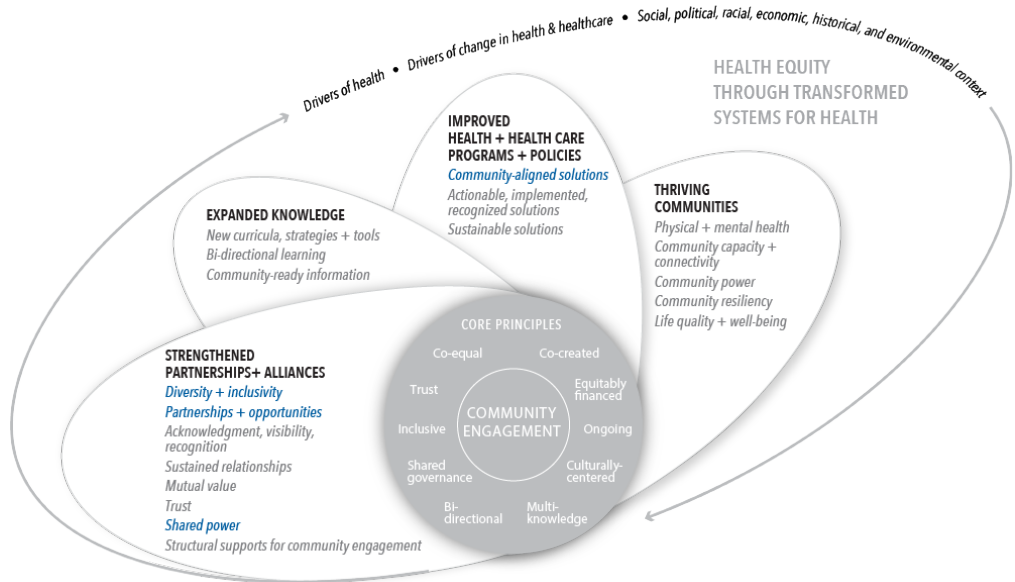 Drivers of health • Drivers of change in health & healthcare • Social, political, racial, economic, historical, and environmental context
HEALTH EQUITY
THROUGH TRANSFORMED
SYSTEMS FOR HEALTH
IMPROVED
HEALTH + HEALTH CARE
PROGRAMS + POLICIES
Community-aligned solutions
Actionable, implemented,
recognized solutions
Sustainable solutions
THRIVING
COMMUNITIES
Physical + mental health
Community capacity +
connectivity
Community power
Community resiliency
Life quality + well-being
EXPANDED KNOWLEDGE
New curricula, strategies + tools
Bi-directional learning
Community-ready information
STRENGTHENED
PARTNERSHIPS+ ALLIANCES
Diversity + inclusivity
Partnerships + opportunities
Acknowledgment, visibility,
recognition
Sustained relationships
Mutual value
Trust
Shared power
Structural supports for community engagement
CORE PRINCIPLES
Co-equal
Co-created
Trust
Equitably
financed
Inclusive
COMMUNITY
ENGAGEMENT
Ongoing
Shared
governance
Culturally-
centered
Bi-
directional
Multi-
knowledge